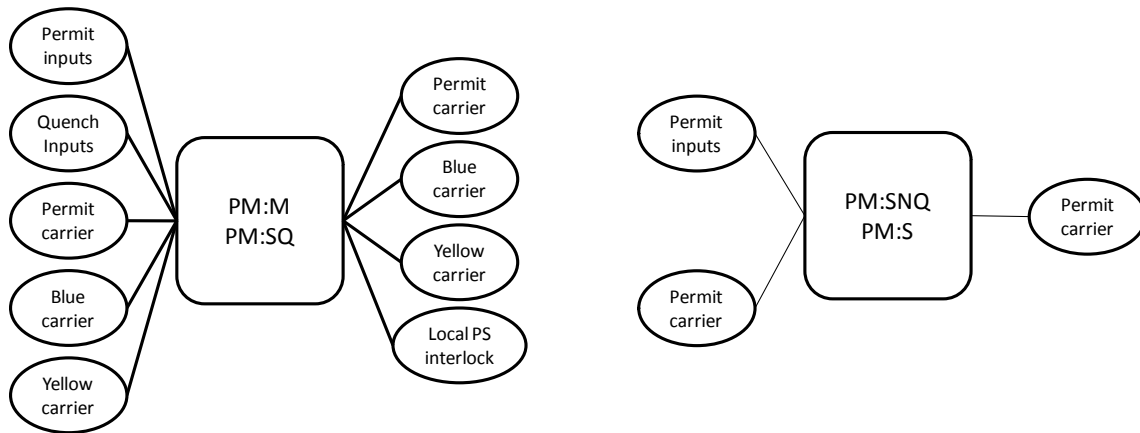 Permit
inputs
Quench
Inputs
Permit
carrier
Blue
carrier
Yellow
carrier
PM:M
PM:SQ
Permit
carrier
Blue
carrier
Yellow
carrier
Local PS
interlock
Permit
inputs
Permit
carrier
PM:SNQ
PM:S
Permit
carrier